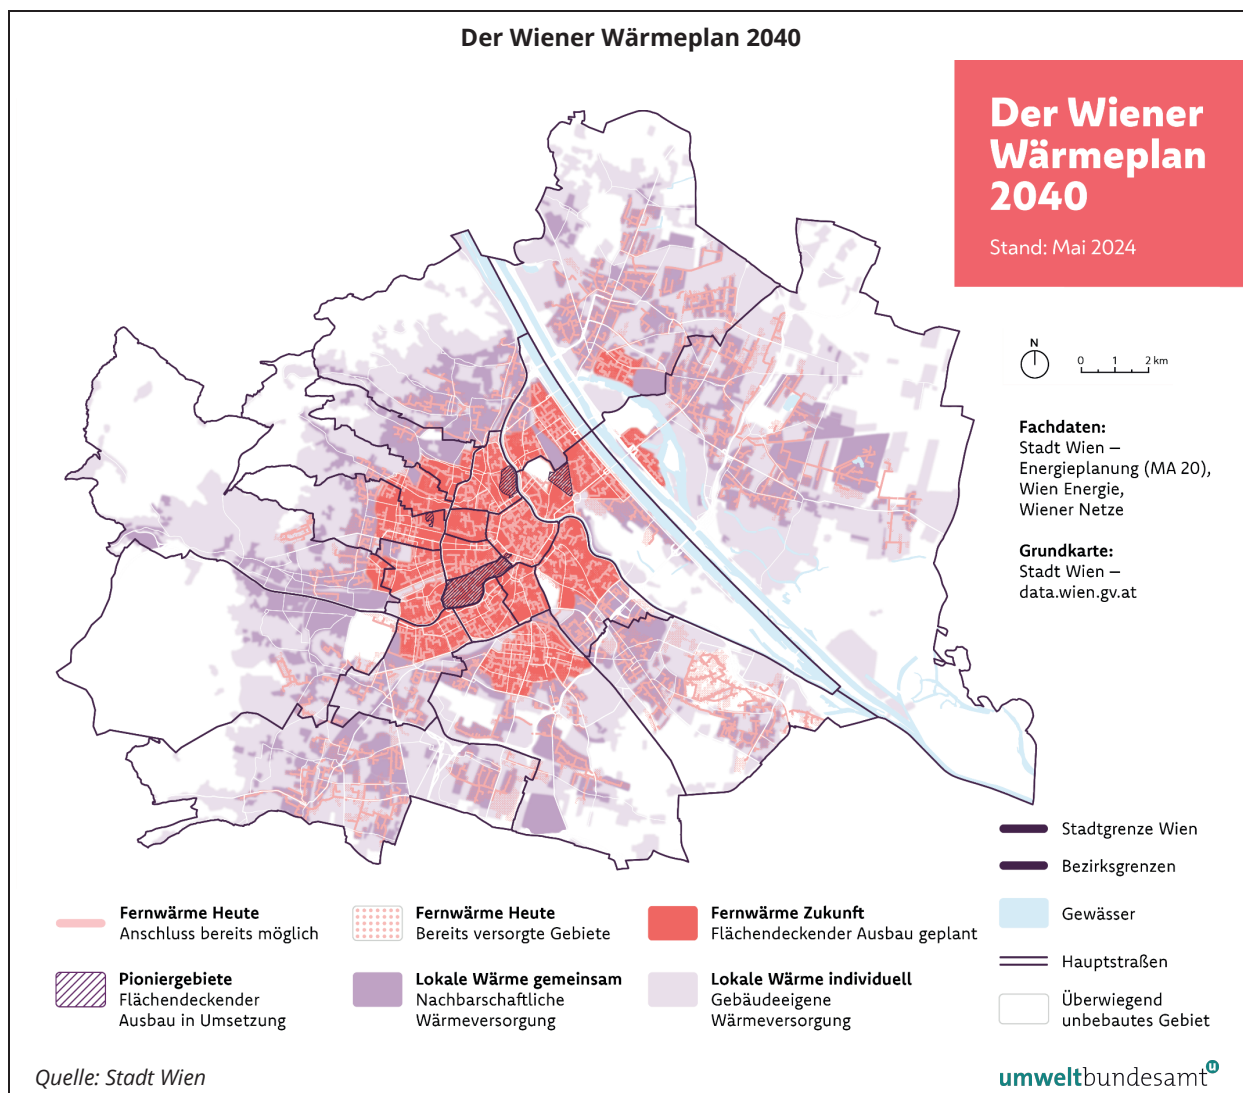 Der Wiener Wärmeplan 2040
Der Wiener
Wärmeplan
2040
Stand: Mai 2024
N
0 1 2 km
Fachdaten:
Stadt Wien –
Energieplanung (MA 20),
Wien Energie,
Wiener Netze
Grundkarte:
Stadt Wien –
data.wien.gv.at
Fernwärme Heute
Anschluss bereits möglich
Fernwärme Heute
Bereits versorgte Gebiete
Fernwärme Zukunft
Flächendeckender Ausbau geplant
Pioniergebiete
Flächendeckender
Ausbau in Umsetzung
Lokale Wärme gemeinsam
Nachbarschaftliche
Wärmeversorgung
Lokale Wärme individuell
Gebäudeeigene
Wärmeversorgung
Stadtgrenze Wien
Bezirksgrenzen
Gewässer
Hauptstraßen
Überwiegend
unbebautes Gebiet
Quelle: Stadt Wien
umweltbundesamt
u